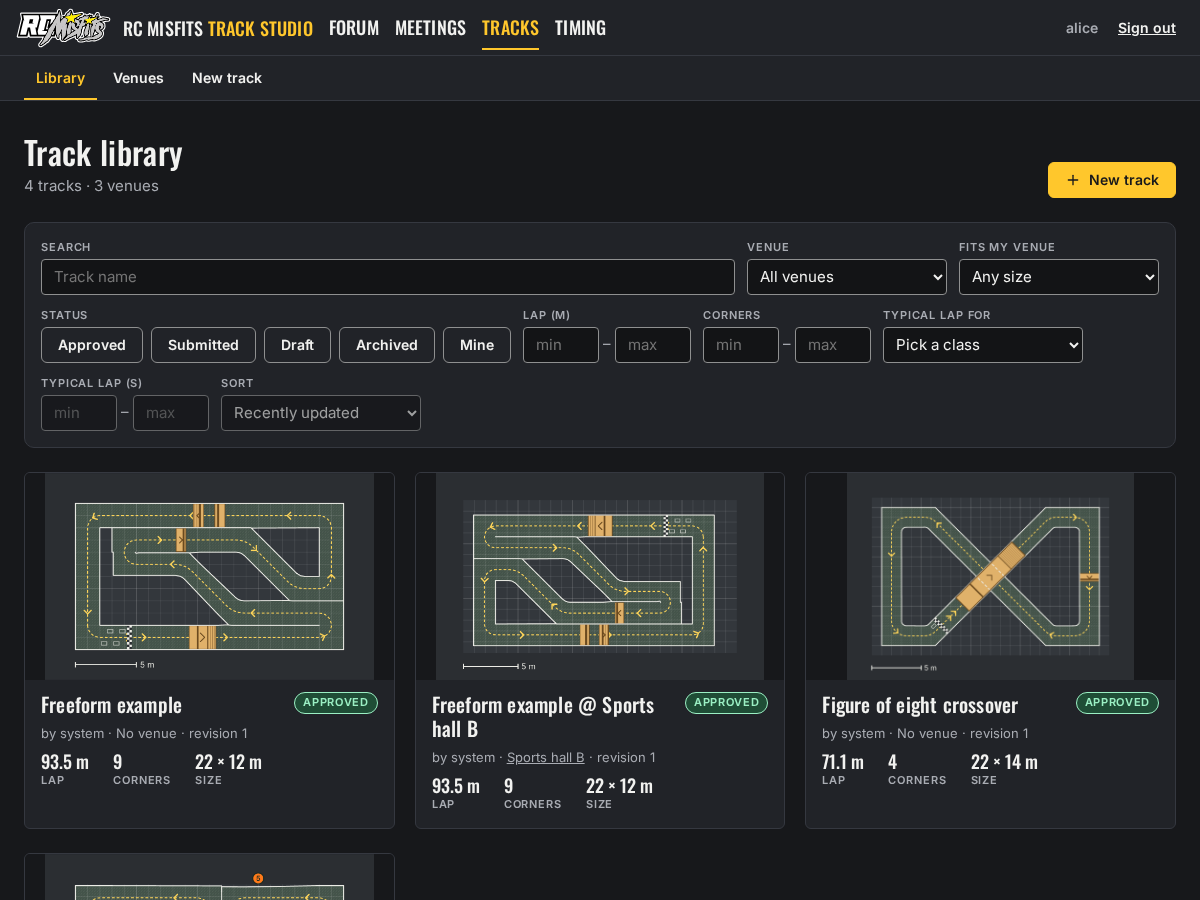 RC Misfits
RC MISFITS TRACK STUDIO
FORUM
MEETINGS
TRACKS
TIMING
alice
Sign out
Library
Venues
New track
Track library
4 tracks · 3 venues
+ New track
SEARCH
VENUE
FITS MY VENUE
Track name
All venues
Any size
STATUS
LAP (M)
CORNERS
TYPICAL LAP FOR
Approved
Submitted
Draft
Archived
Mine
min – max
min – max
Pick a class
TYPICAL LAP (S)
SORT
min – max
Recently updated
5 m
5 m
5 m
Freeform example
APPROVED
by system · No venue · revision 1
93.5 m
9
22 × 12 m
LAP
CORNERS
SIZE
Freeform example @ Sports
hall B
APPROVED
by system · Sports hall B · revision 1
93.5 m
9
22 × 12 m
LAP
CORNERS
SIZE
Figure of eight crossover
APPROVED
by system · No venue · revision 1
71.1 m
4
22 × 14 m
LAP
CORNERS
SIZE